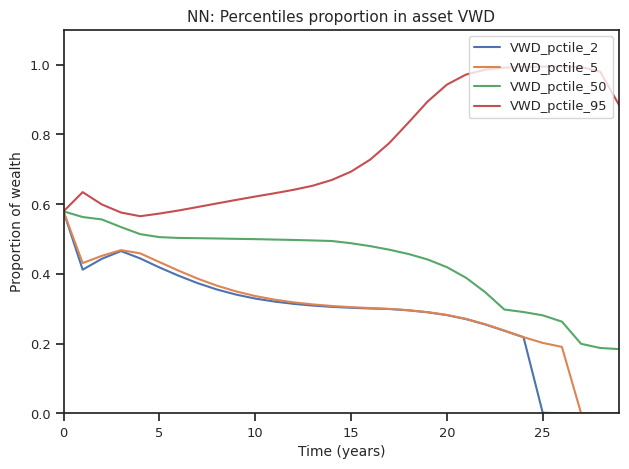 NN: Percentiles proportion in asset VWD
VWD_pctile_2
VWD_pctile_5
VWD_pctile_50
VWD_pctile_95
Proportion of wealth
1.0
0.8
0.6
0.4
0.2
0.0
0 5 10 15 20 25
Time (years)